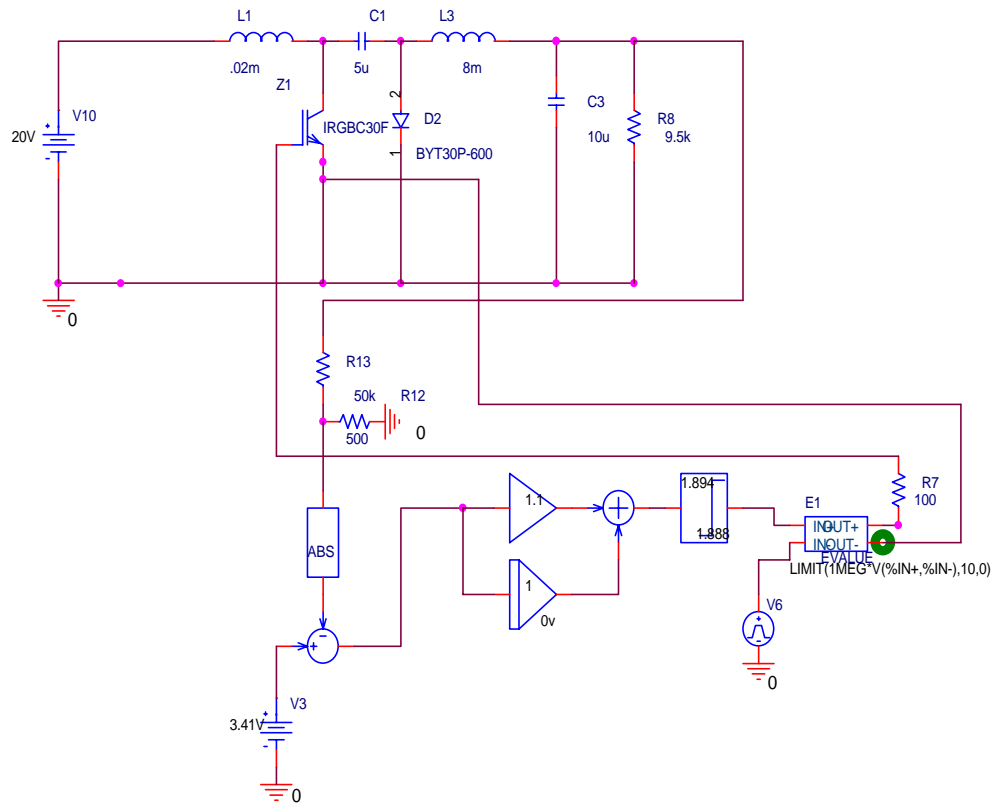 L1
C1
L3
.02m
5u
8m
Z1
V10
20V
IRGBC30F
2
D2
1
BYT30P-600
C3
10u
R8
9.5k
0
R13
50k
R12
500
0
R7
100
1.894
1.888
1.1
E1
IN+
OUT+
IN-
OUT-
EVALUE
LIMIT(1MEG*V(%IN+,%IN-),10,0)
ABS
1
0v
V6
0
+
-
V3
3.41V
0